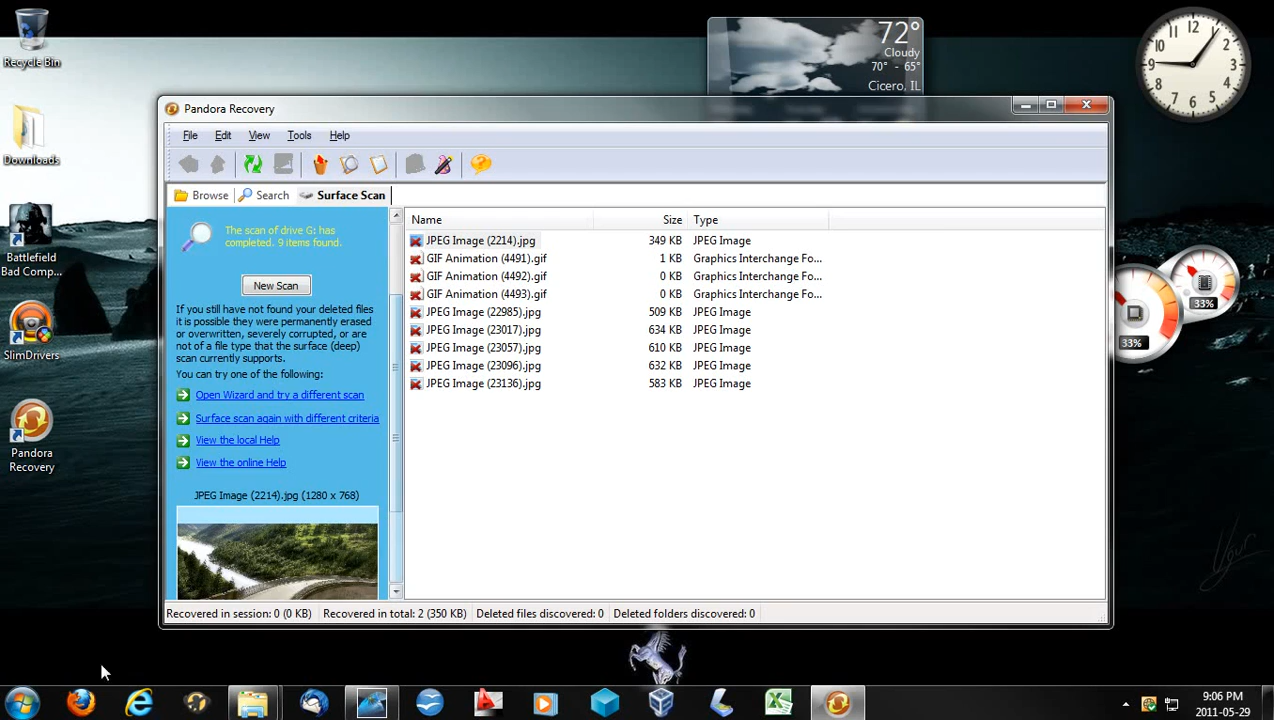 Recycle Bin
Downloads
Battlefield
Bad Comp...
SlimDrivers
Pandora
Recovery
72°
Cloudy
70° - 65°
Cicero, IL
12
1
2
3
9
10
11
33%
33%
Pandora Recovery
File Edit View Tools Help
Browse Search Surface Scan
The scan of drive G: has
completed. 9 items found.
New Scan
If you still have not found your deleted files
it is possible they were permanently erased
or overwritten, severely corrupted, or are
not of a file type that the surface (deep)
scan currently supports.
You can try one of the following:
Open Wizard and try a different scan
Surface scan again with different criteria
View the local Help
View the online Help
JPEG Image (2214).jpg (1280 x 768)
Name Size Type
JPEG Image (2214).jpg 349 KB JPEG Image
GIF Animation (4491).gif 1 KB Graphics Interchange Fo...
GIF Animation (4492).gif 0 KB Graphics Interchange Fo...
GIF Animation (4493).gif 0 KB Graphics Interchange Fo...
JPEG Image (22985).jpg 509 KB JPEG Image
JPEG Image (23017).jpg 634 KB JPEG Image
JPEG Image (23057).jpg 610 KB JPEG Image
JPEG Image (23096).jpg 632 KB JPEG Image
JPEG Image (23136).jpg 583 KB JPEG Image
Recovered in session: 0 (0 KB) Recovered in total: 2 (350 KB) Deleted files discovered: 0 Deleted folders discovered: 0
9:06 PM
2011-05-29